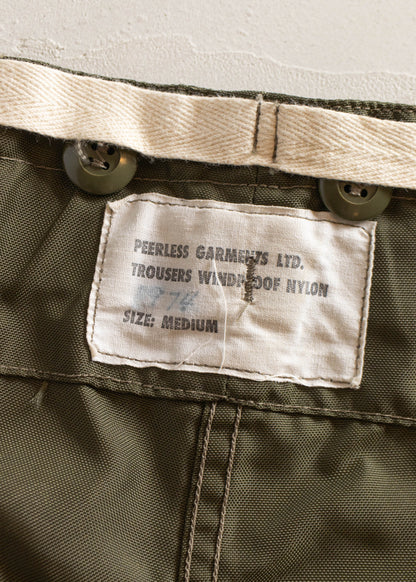 PEERLESS GARMENTS LTD.
TROUSERS WINDPROOF NYLON
SIZE: MEDIUM